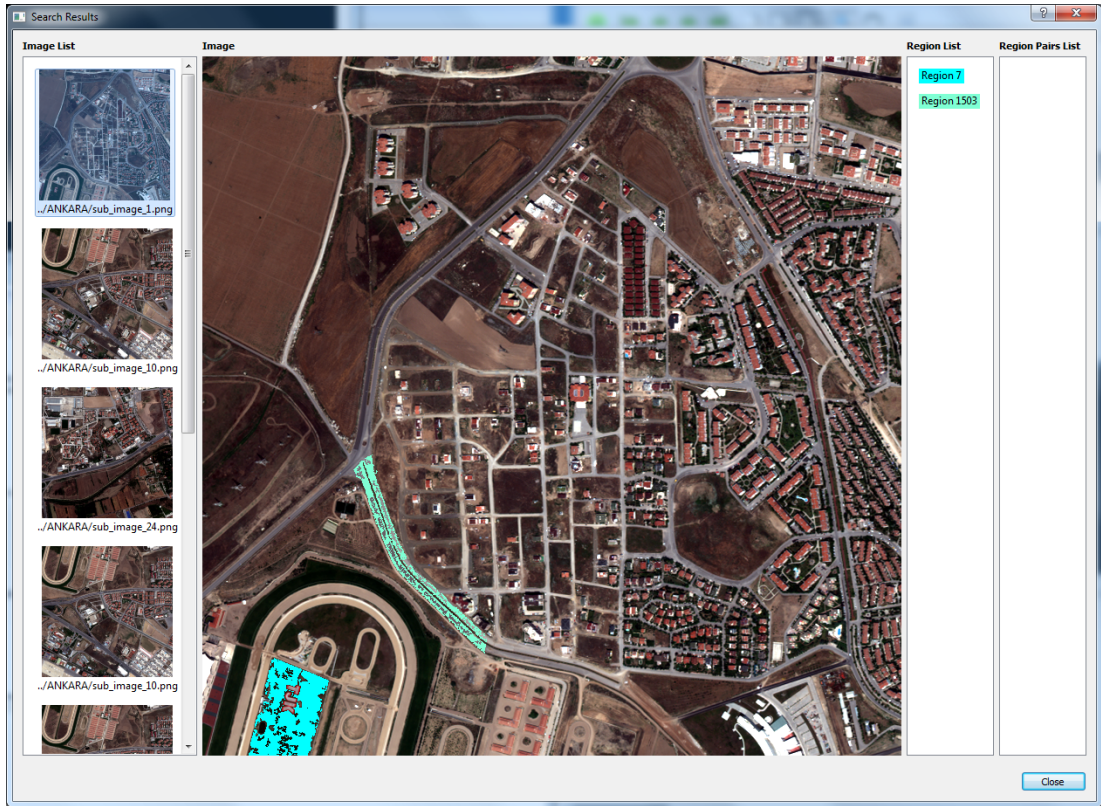 Search Results
Image List
Image
Region List
Region Pairs List
../ANKARA/sub_image_1.png
../ANKARA/sub_image_10.png
../ANKARA/sub_image_24.png
../ANKARA/sub_image_10.png
Region 7
Region 1503
Close